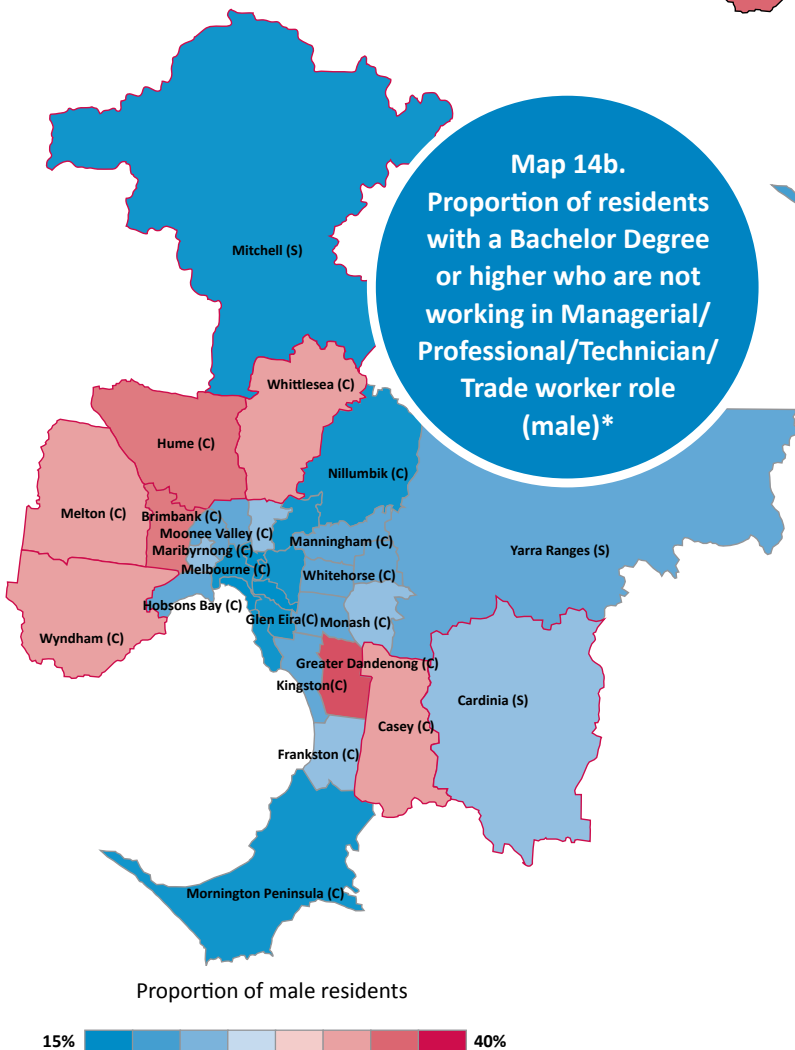 Map 14b.
Proportion of residents
with a Bachelor Degree
or higher who are not
working in Managerial/
Professional/Technician/
Trade worker role
(male)*
Mitchell (S)
Whittlesea (C)
Hume (C)
Nillumbik (C)
Melton (C)
Brimbank (C)
Moonee Valley (C)
Manningham (C)
Maribyrnong (C)
Yarra Ranges (S)
Melbourne (C)
Whitehorse (C)
Hobsons Bay (C)
Glen Eira(C)
Monash (C)
Wyndham (C)
Greater Dandenong (C)
Kingston(C)
Cardinia (S)
Casey (C)
Frankston (C)
Mornington Peninsula (C)
Proportion of male residents
15%
40%